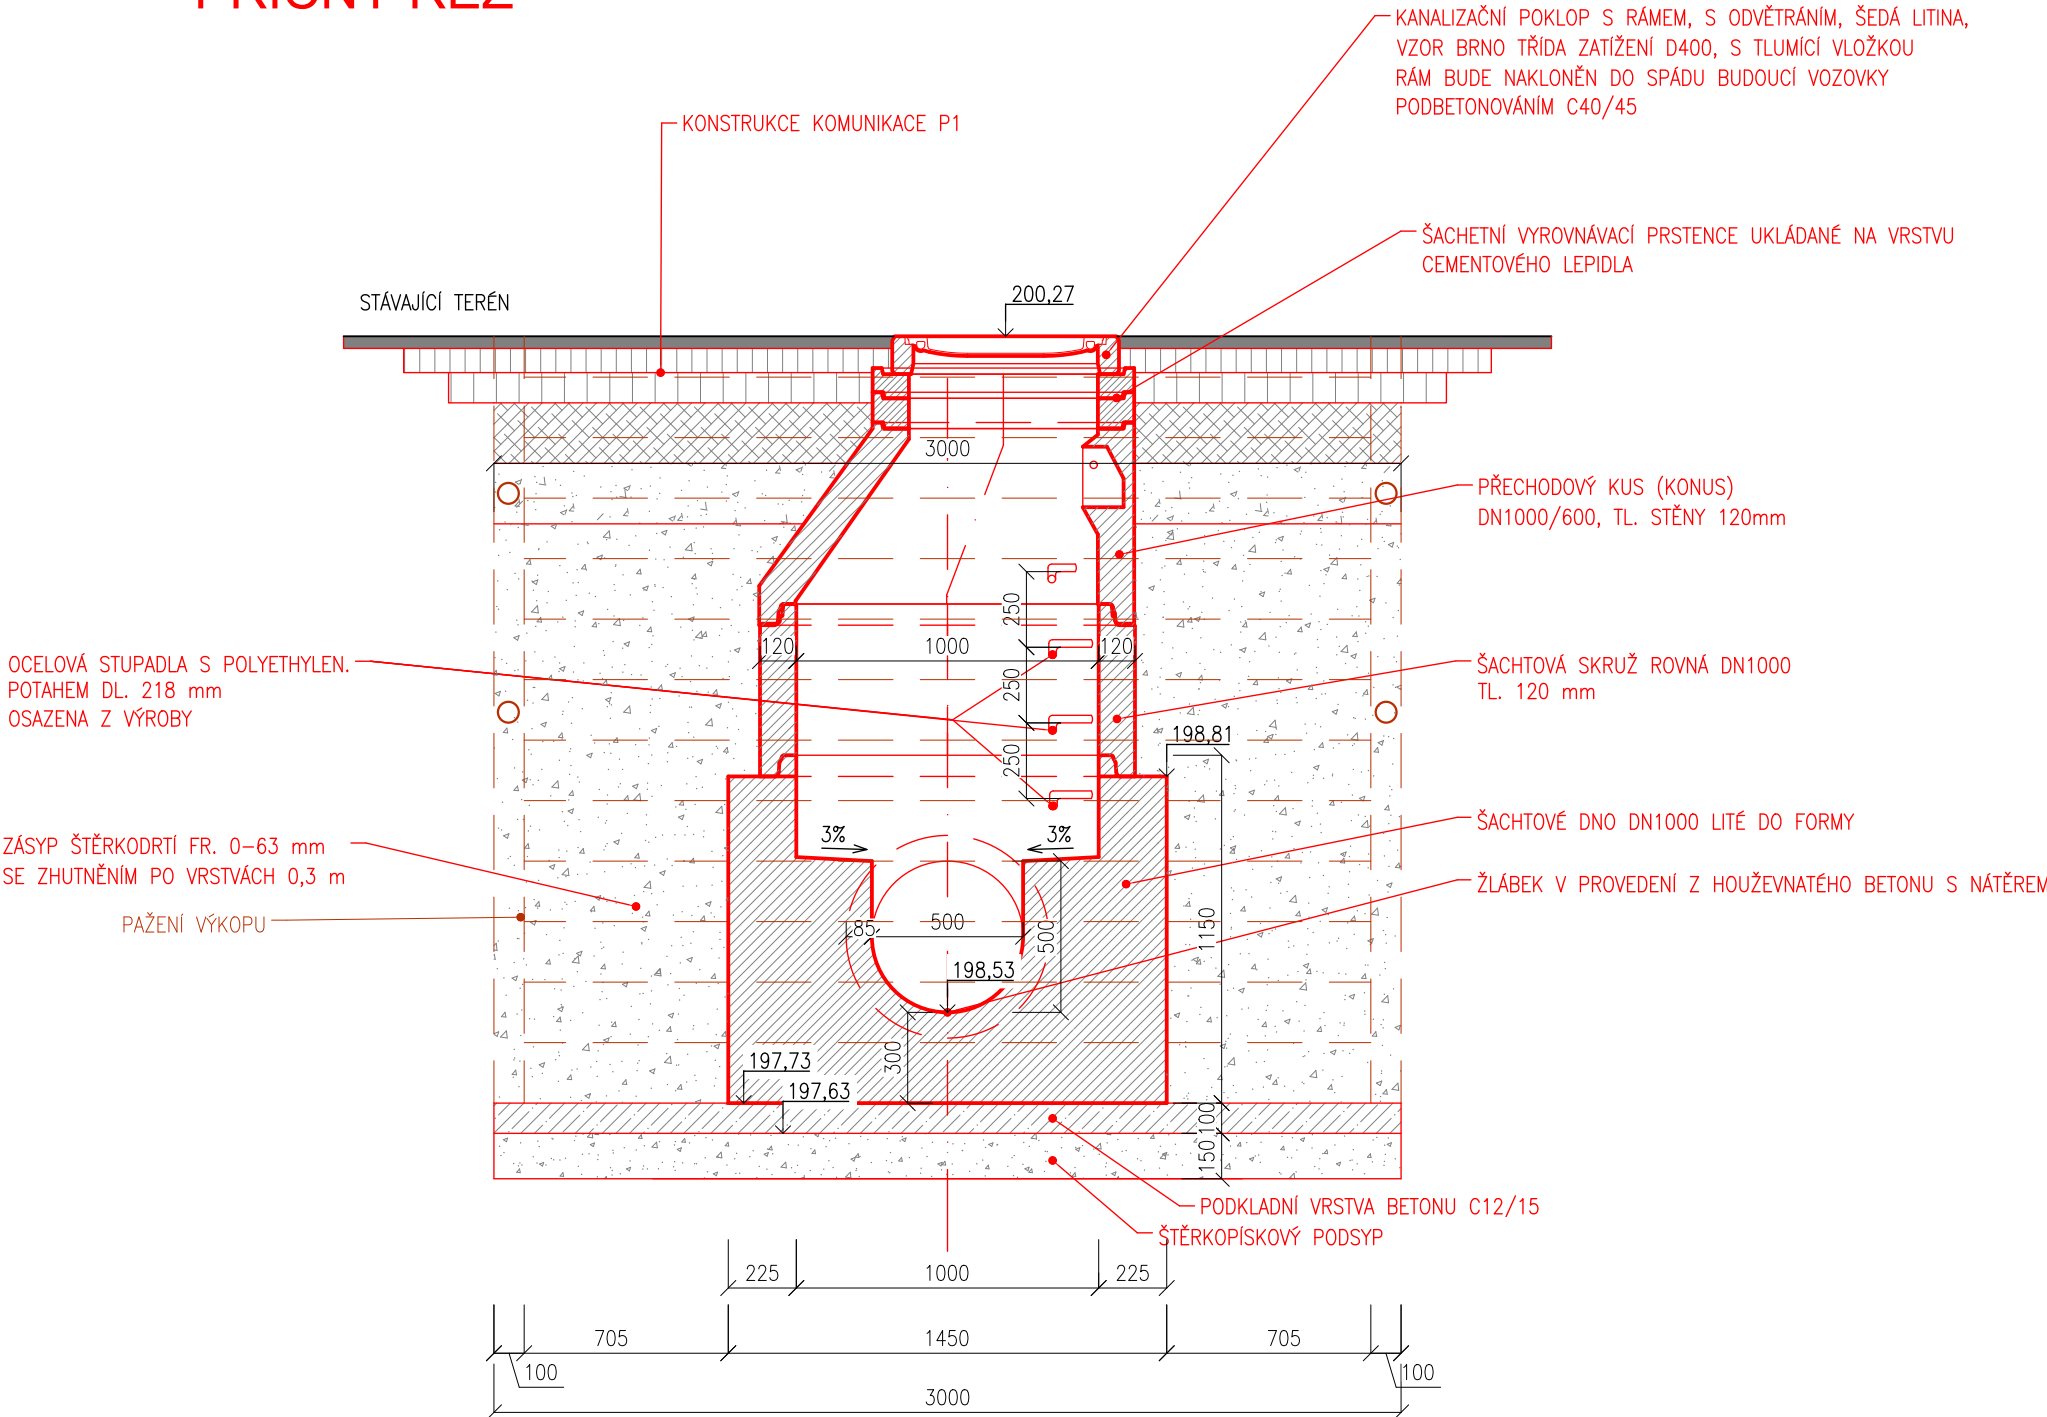 KANALIZAČNÍ POKLOP S RÁMEM, S ODVĚTRÁNÍM, ŠEDÁ LITINA,
VZOR BRNO TŘÍDA ZATÍŽENÍ D400, S TLUMÍCÍ VLOŽKOU
RÁM BUDE NAKLONĚN DO SPÁDU BUDOUCÍ VOZOVKY
PODBETONOVÁNÍM C40/45
KONSTRUKCE KOMUNIKACE P1
ŠACHETNÍ VYROVNÁVACÍ PRSTENCE UKLÁDANÉ NA VRSTVU
CEMENTOVÉHO LEPIDLA
STÁVAJÍCÍ TERÉN
200,27
3000
PŘECHODOVÝ KUS (KONUS)
DN1000/600, TL. STĚNY 120mm
250
120
1000
120
OCELOVÁ STUPADLA S POLYETHYLEN.
POTAHEM DL. 218 mm
OSAZENA Z VÝROBY
ŠACHTOVÁ SKRUŽ ROVNÁ DN1000
TL. 120 mm
250
198,81
250
3%
3%
ŠACHTOVÉ DNO DN1000 LITÉ DO FORMY
ZÁSYP ŠTĚRKODRTÍ FR. 0-63 mm
SE ZHUTNĚNÍM PO VRSTVÁCH 0,3 m
ŽLÁBEK V PROVEDENÍ Z HOUŽEVNATÉHO BETONU S NÁTĚREM
PAŽENÍ VÝKOPU
85
500
500
1150
198,53
300
197,73
197,63
100
150
PODKLADNÍ VRSTVA BETONU C12/15
ŠTĚRKOPÍSKOVÝ PODSYP
225
1000
225
705
1450
705
100
100
3000